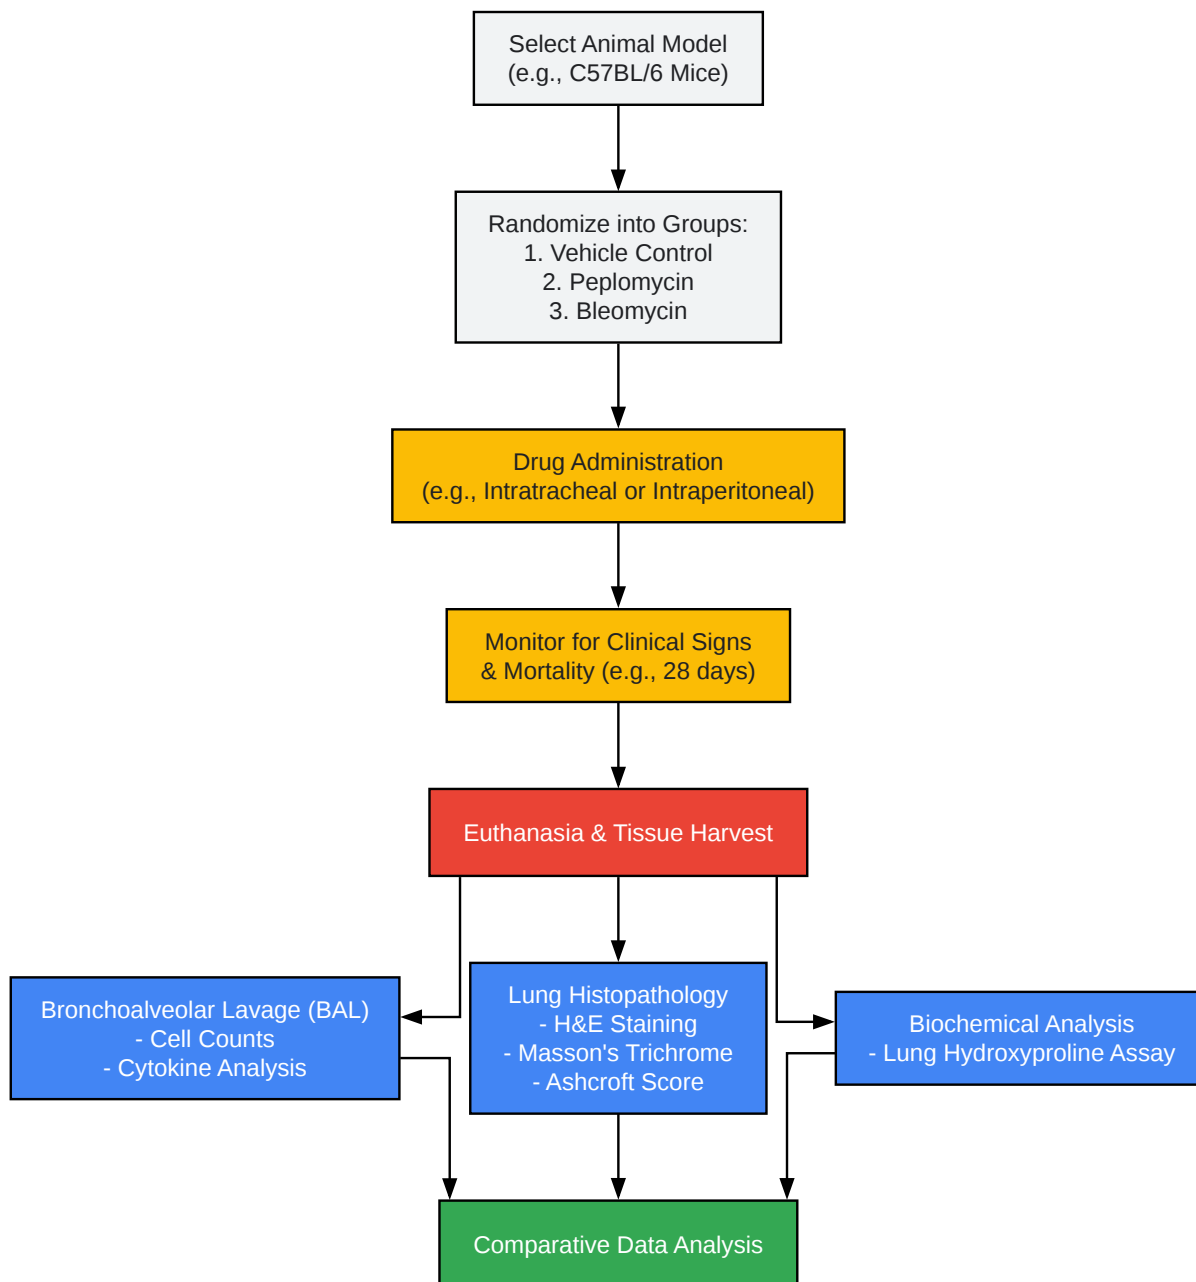 Select Animal Model
(e.g., C57BL/6 Mice)
Randomize into Groups:
1. Vehicle Control
2. Peplomycin
3. Bleomycin
Drug Administration
(e.g., Intratracheal or Intraperitoneal)
Monitor for Clinical Signs
& Mortality (e.g., 28 days)
Euthanasia & Tissue Harvest
Bronchoalveolar Lavage (BAL)
- Cell Counts
- Cytokine Analysis
Lung Histopathology
- H&E Staining
- Masson's Trichrome
- Ashcroft Score
Biochemical Analysis
- Lung Hydroxyproline Assay
Comparative Data Analysis